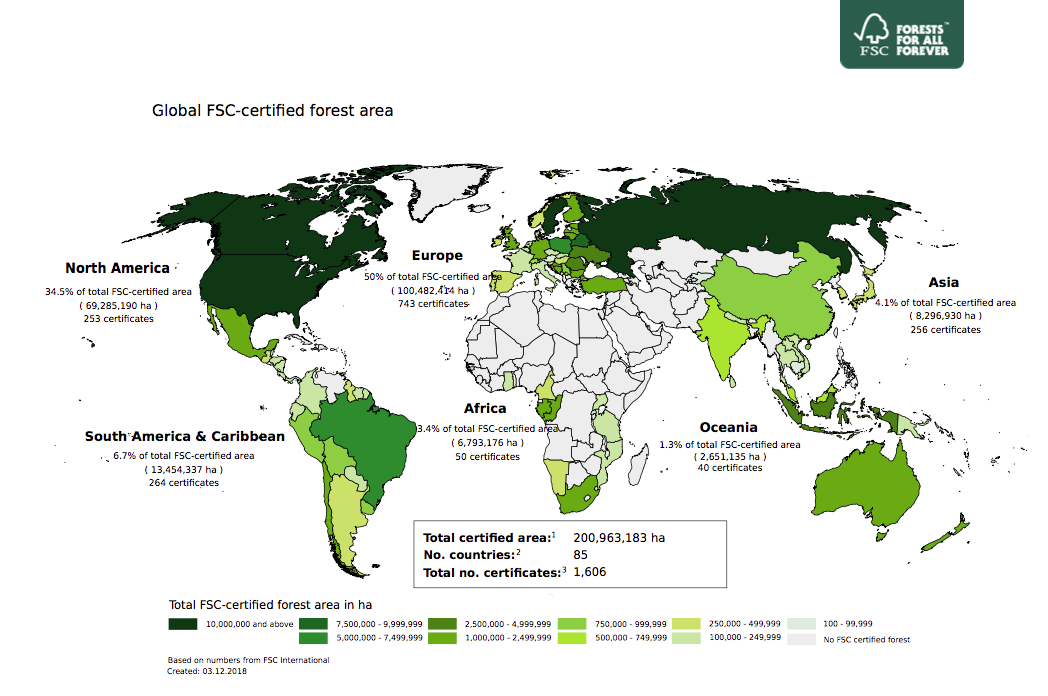 FORESTS™
FOR ALL
FOREVER
FSC
Global FSC-certified forest area
North America
34.5% of total FSC-certified area
( 69,285,190 ha )
253 certificates
Europe
50% of total FSC-certified area
( 100,482,414 ha )
743 certificates
Asia
4.1% of total FSC-certified area
( 8,296,930 ha )
256 certificates
South America & Caribbean
6.7% of total FSC-certified area
( 13,454,337 ha )
264 certificates
Africa
3.4% of total FSC-certified area
( 6,793,176 ha )
50 certificates
Oceania
1.3% of total FSC-certified area
( 2,651,135 ha )
40 certificates
Total certified area:¹ 200,963,183 ha
No. countries:² 85
Total no. certificates:³ 1,606
Total FSC-certified forest area in ha
10,000,000 and above 7,500,000 - 9,999,999 2,500,000 - 4,999,999 750,000 - 999,999 250,000 - 499,999 100 - 99,999
5,000,000 - 7,499,999 1,000,000 - 2,499,999 500,000 - 749,999 100,000 - 249,999 No FSC certified forest
Based on numbers from FSC International
Created: 03.12.2018